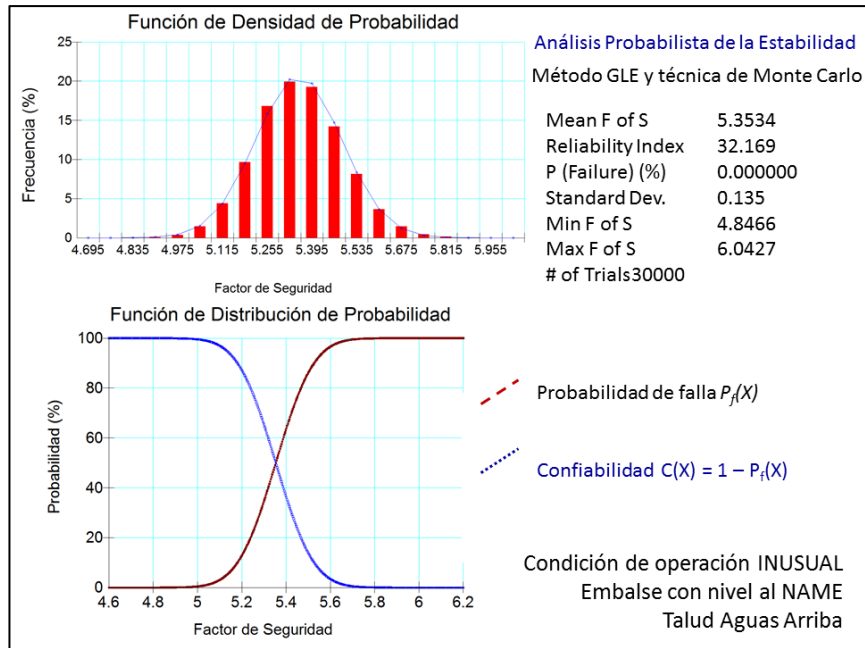 Función de Densidad de Probabilidad
Frecuencia (%)
25
20
15
10
5
0
4.695 4.835 4.975 5.115 5.255 5.395 5.535 5.675 5.815 5.955
Factor de Seguridad
Análisis Probabilista de la Estabilidad
Método GLE y técnica de Monte Carlo
Mean F of S 5.3534
Reliability Index 32.169
P (Failure) (%) 0.000000
Standard Dev. 0.135
Min F of S 4.8466
Max F of S 6.0427
# of Trials30000
Función de Distribución de Probabilidad
Probabilidad (%)
100
80
60
40
20
0
4.6 4.8 5 5.2 5.4 5.6 5.8 6 6.2
Factor de Seguridad
Probabilidad de falla Pf(X)
Confiabilidad C(X) = 1 – Pf(X)
Condición de operación INUSUAL
Embalse con nivel al NAME
Talud Aguas Arriba